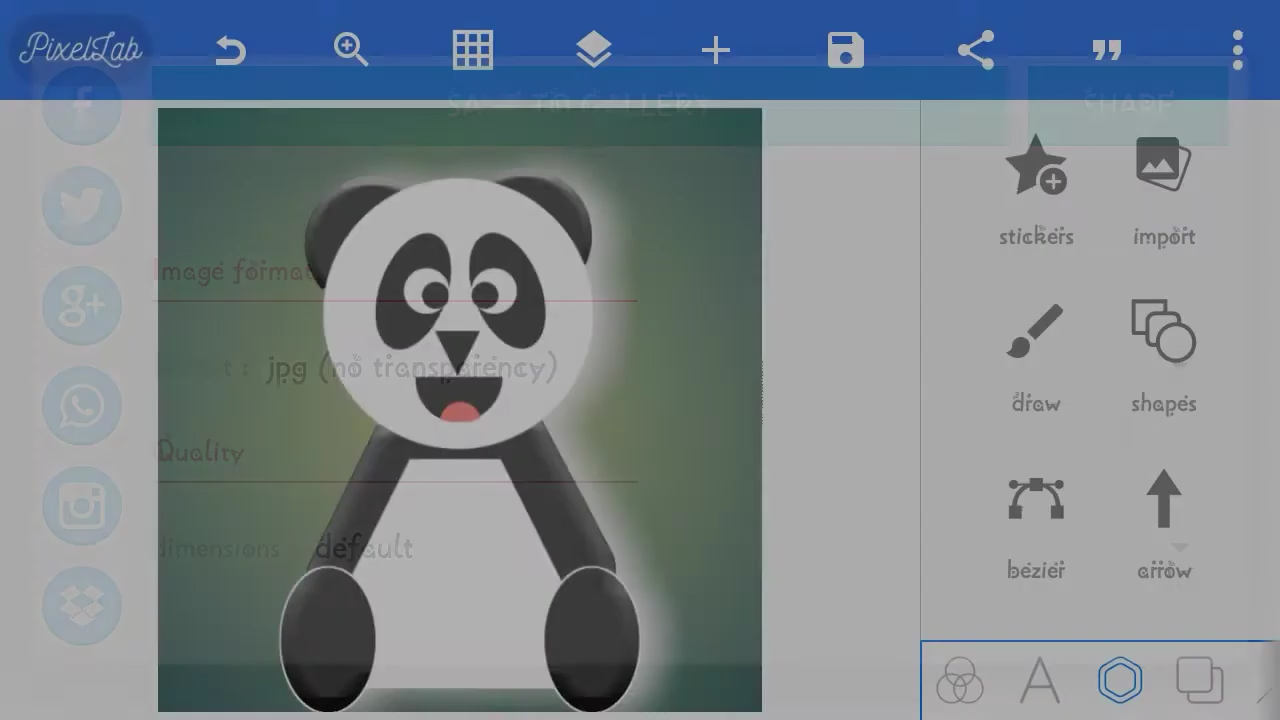 PixelLab
SAVE TO GALLERY
SHARE
stickers
import
Image format
draw
shapes
t : jpg (no transparency)
Quality
bezier
arrow
dimensions
default